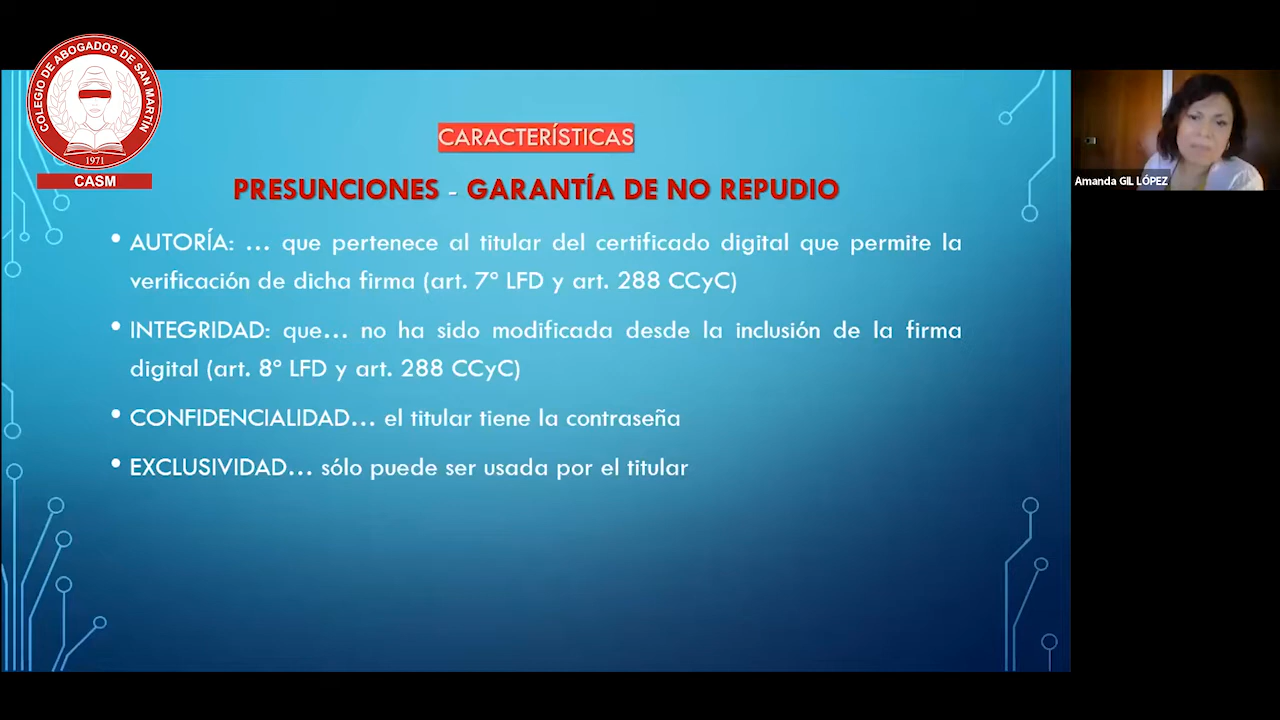 COLEGIO DE ABOGADOS DE SAN MARTÍN
1971
CASM
CARACTERÍSTICAS
PRESUNCIONES - GARANTÍA DE NO REPUDIO
• AUTORÍA: ... que pertenece al titular del certificado digital que permite la
verificación de dicha firma (art. 7° LFD y art. 288 CCyC)
• INTEGRIDAD: que... no ha sido modificada desde la inclusión de la firma
digital (art. 8° LFD y art. 288 CCyC)
• CONFIDENCIALIDAD... el titular tiene la contraseña
• EXCLUSIVIDAD... sólo puede ser usada por el titular
Amanda GIL LÓPEZ